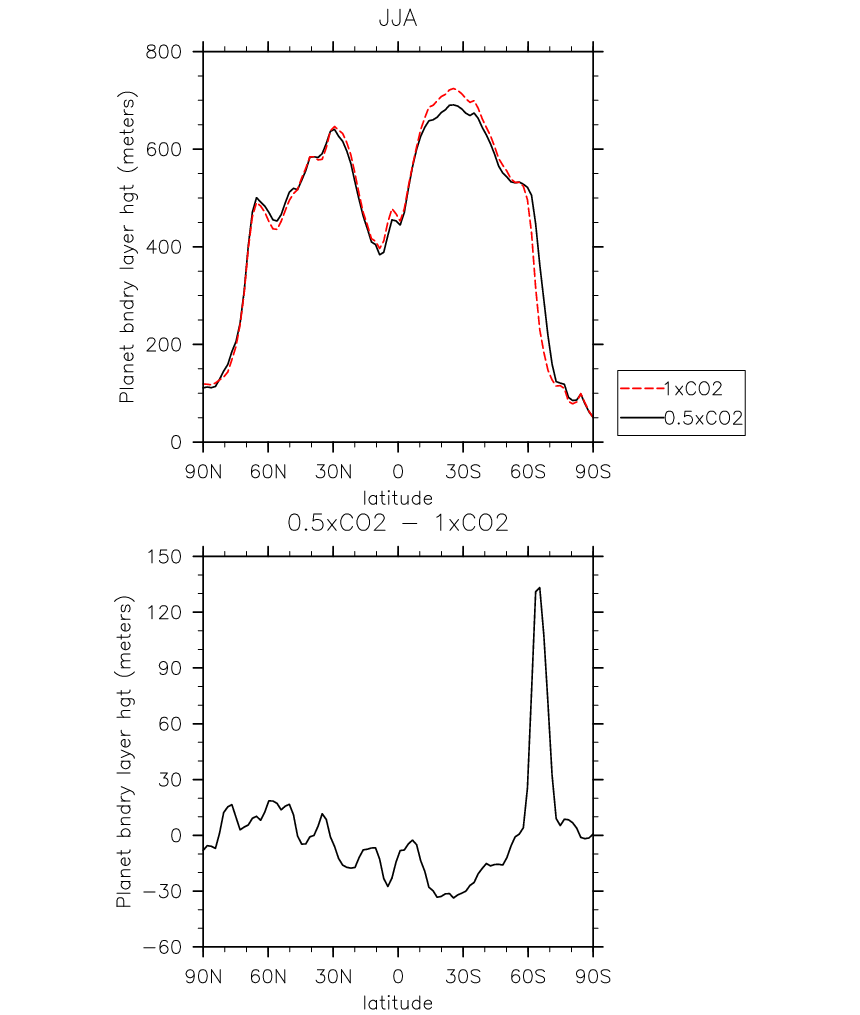 JJA
Planet bndry layer hgt (meters)
800
600
400
200
0
90N 60N 30N 0 30S 60S 90S
latitude
1xCO2
0.5xCO2
0.5xCO2 − 1xCO2
Planet bndry layer hgt (meters)
150
120
90
60
30
0
−30
−60
90N 60N 30N 0 30S 60S 90S
latitude